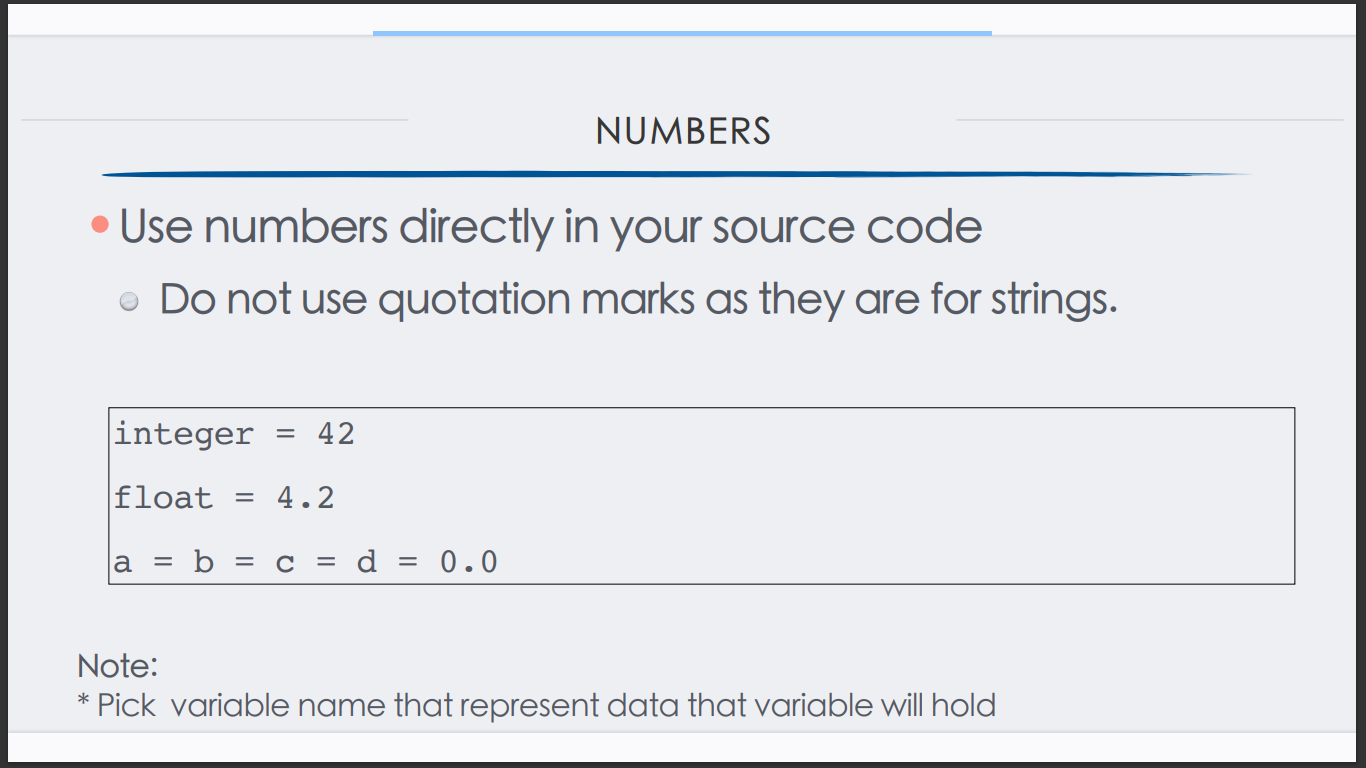 NUMBERS
Use numbers directly in your source code
Do not use quotation marks as they are for strings.
integer = 42
float = 4.2
a = b = c = d = 0.0
Note:
* Pick variable name that represent data that variable will hold